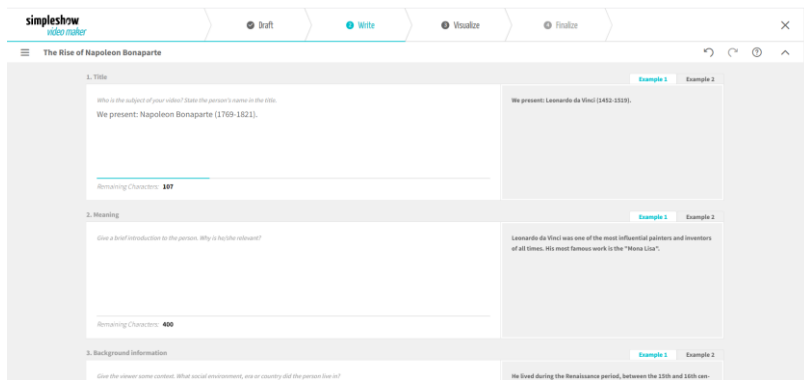 simpleshow
video maker
Draft
2 Write
3 Visualize
4 Finalize
The Rise of Napoleon Bonaparte
1. Title
Example 1 Example 2
Who is the subject of your video? State the person's name in the title.
We present: Napoleon Bonaparte (1769-1821).
Remaining Characters: 107
We present: Leonardo da Vinci (1452-1519).
2. Meaning
Example 1 Example 2
Give a brief introduction to the person. Why is he/she relevant?
Remaining Characters: 400
Leonardo da Vinci was one of the most influential painters and inventors
of all times. His most famous work is the "Mona Lisa".
3. Background information
Example 1 Example 2
Give the viewer some context. What social environment, era or country did the person live in?
He lived during the Renaissance period, between the 15th and 16th cen-